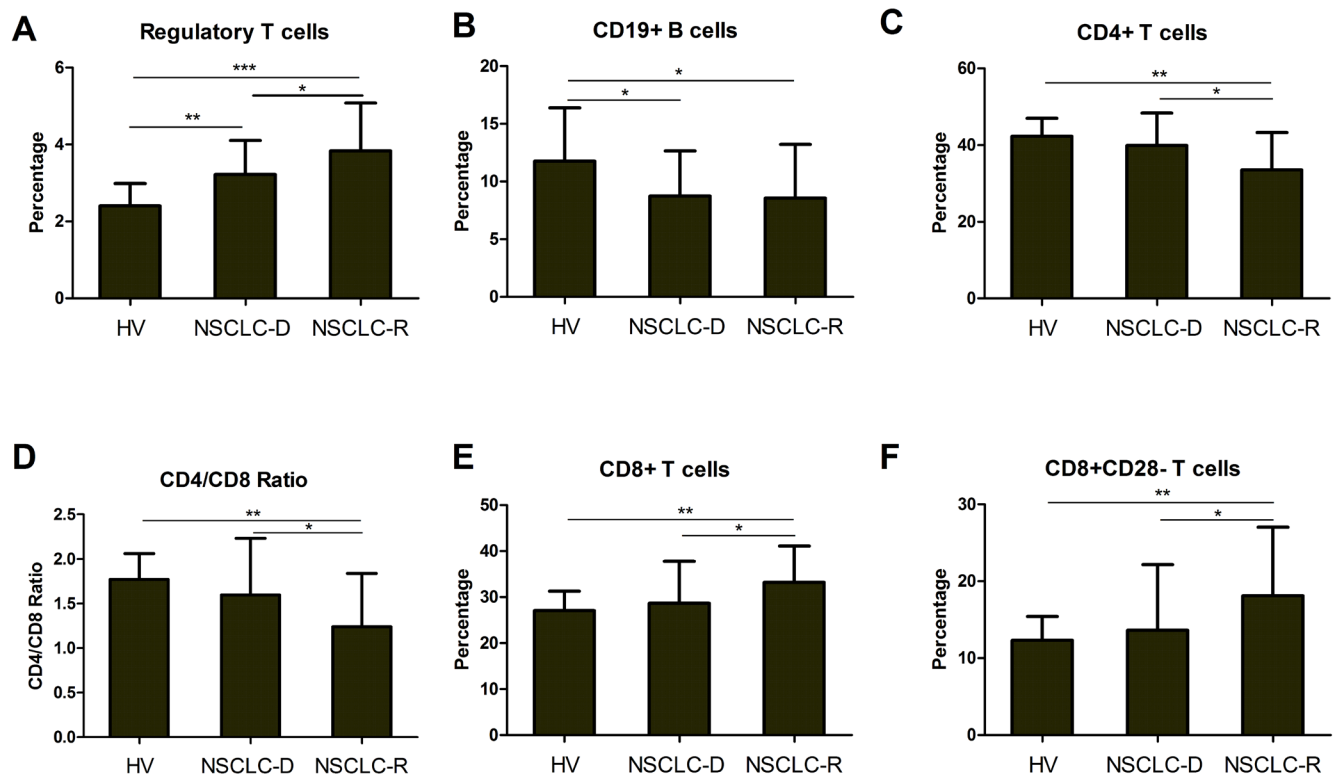 A
Regulatory T cells
Percentage
6
4
2
0
***
**
*
HV
NSCLC-D
NSCLC-R
B
CD19+ B cells
Percentage
20
15
10
5
0
*
*
HV
NSCLC-D
NSCLC-R
C
CD4+ T cells
Percentage
60
40
20
0
**
*
HV
NSCLC-D
NSCLC-R
D
CD4/CD8 Ratio
CD4/CD8 Ratio
2.5
2.0
1.5
1.0
0.5
0.0
**
*
HV
NSCLC-D
NSCLC-R
E
CD8+ T cells
Percentage
50
40
30
20
10
0
**
*
HV
NSCLC-D
NSCLC-R
F
CD8+CD28- T cells
Percentage
30
20
10
0
**
*
HV
NSCLC-D
NSCLC-R